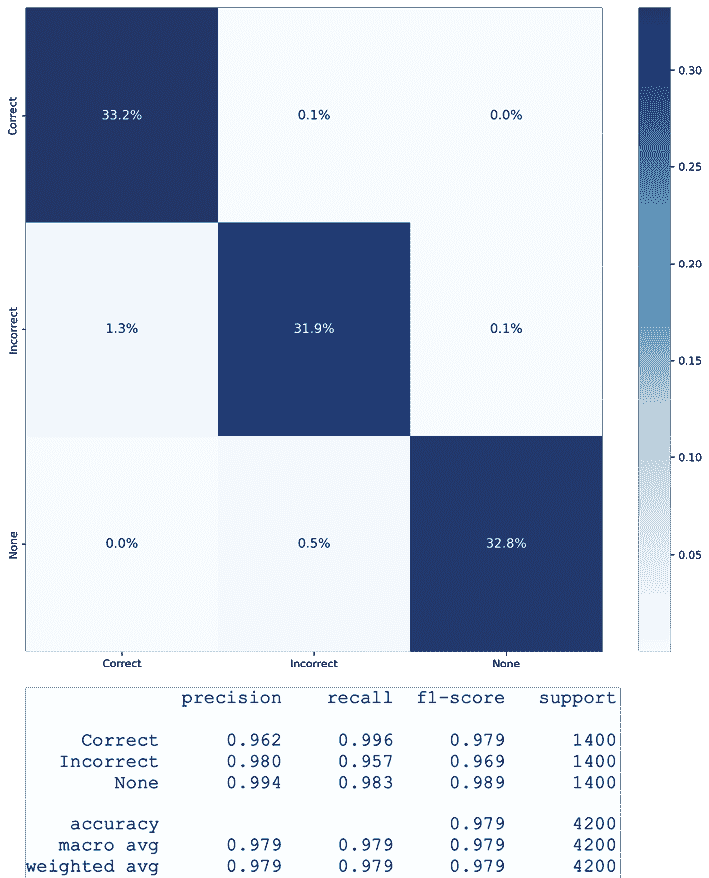 33.2% 0.1% 0.0%
Correct
1.3% 31.9% 0.1%
Incorrect
0.0% 0.5% 32.8%
None
Correct Incorrect None
0.30
0.25
0.20
0.15
0.10
0.05
precision recall f1-score support
Correct 0.962 0.996 0.979 1400
Incorrect 0.980 0.957 0.969 1400
None 0.994 0.983 0.989 1400
accuracy 0.979 4200
macro avg 0.979 0.979 0.979 4200
weighted avg 0.979 0.979 0.979 4200